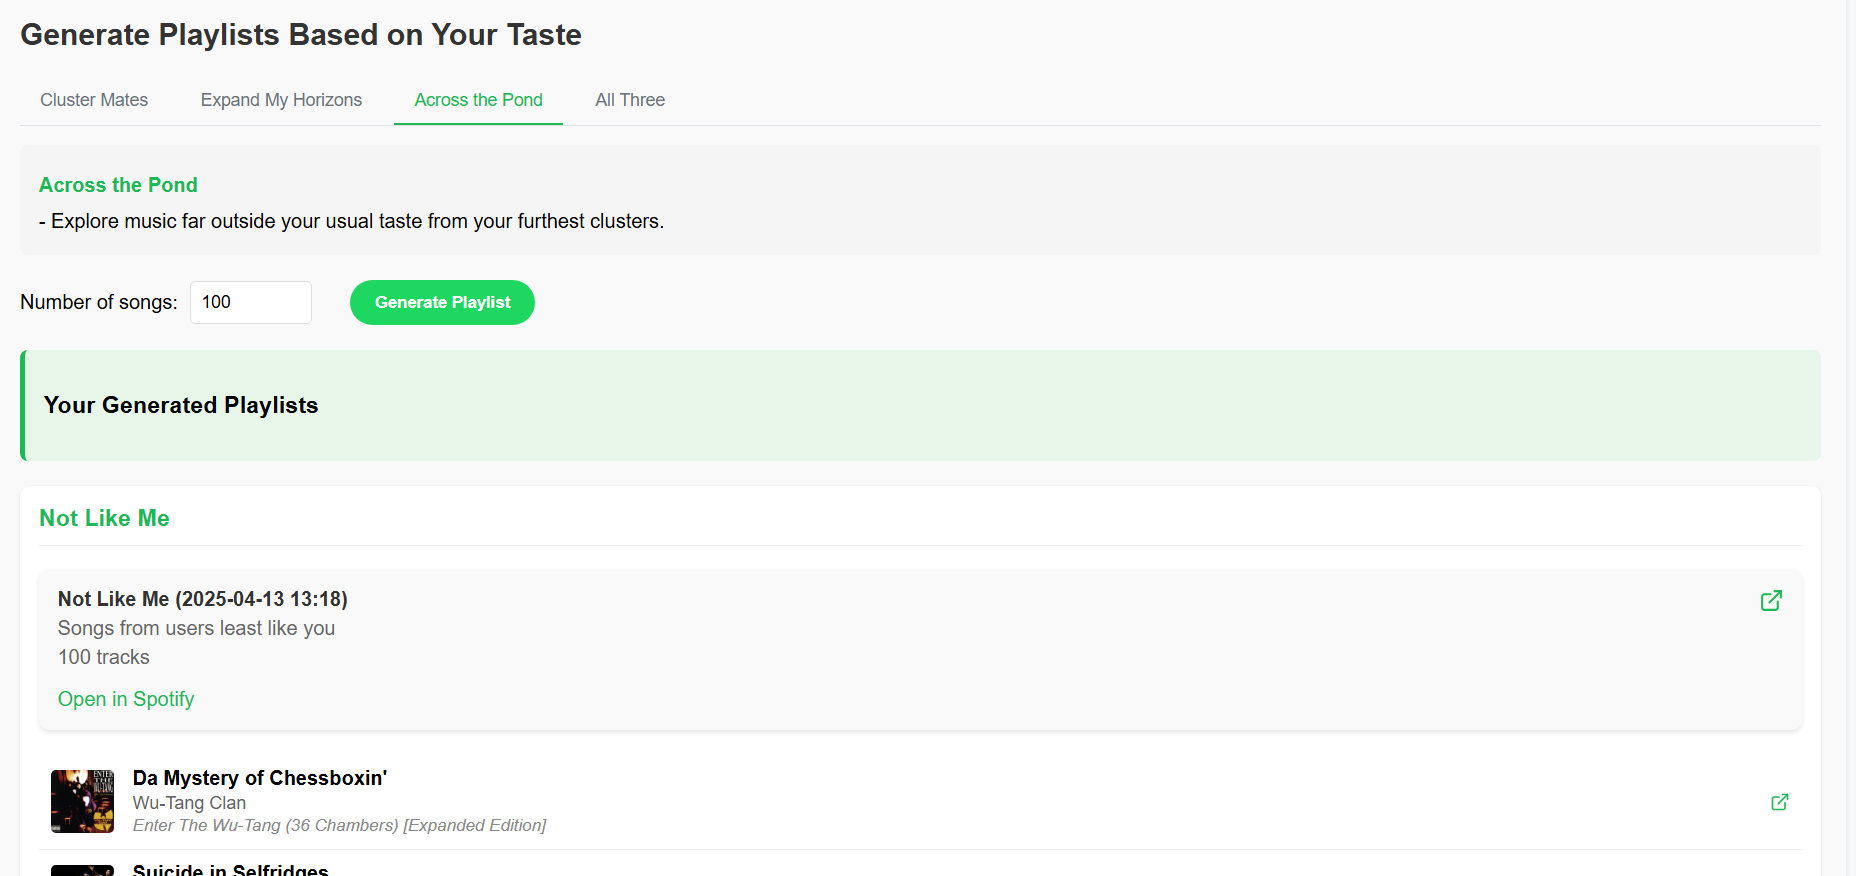 Generate Playlists Based on Your Taste
Cluster Mates
Expand My Horizons
Across the Pond
All Three
Across the Pond
- Explore music far outside your usual taste from your furthest clusters.
Number of songs: 100
Generate Playlist
Your Generated Playlists
Not Like Me
Not Like Me (2025-04-13 13:18)
Songs from users least like you
100 tracks
Open in Spotify
Da Mystery of Chessboxin'
Wu-Tang Clan
Enter The Wu-Tang (36 Chambers) [Expanded Edition]
Suicide in Selfridges